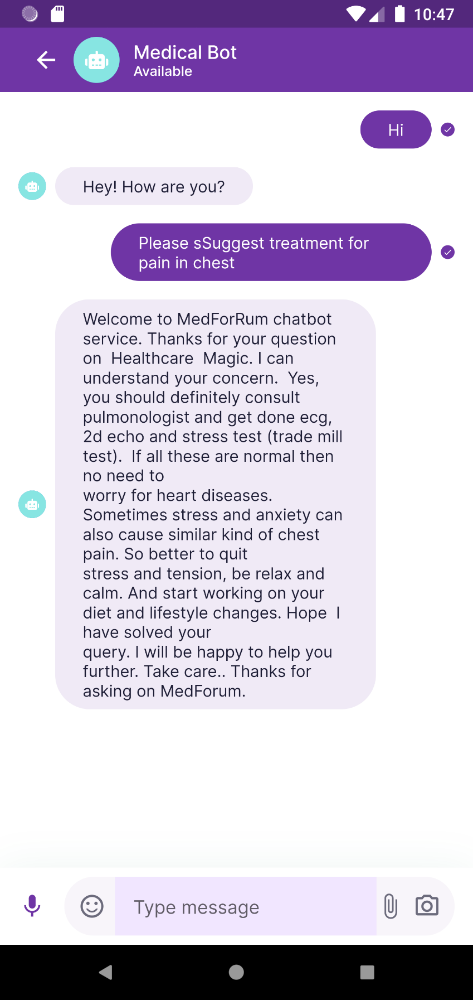 10:47
Medical Bot
Available
Hi
Hey! How are you?
Please sSuggest treatment for
pain in chest
Welcome to MedForRum chatbot
service. Thanks for your question
on  Healthcare  Magic. I can
understand your concern.  Yes,
you should definitely consult
pulmonologist and get done ecg,
2d echo and stress test (trade mill
test).  If all these are normal then
no need to
worry for heart diseases.
Sometimes stress and anxiety can
also cause similar kind of chest
pain. So better to quit
stress and tension, be relax and
calm. And start working on your
diet and lifestyle changes. Hope  I
have solved your
query. I will be happy to help you
further. Take care.. Thanks for
asking on MedForum.
Type message